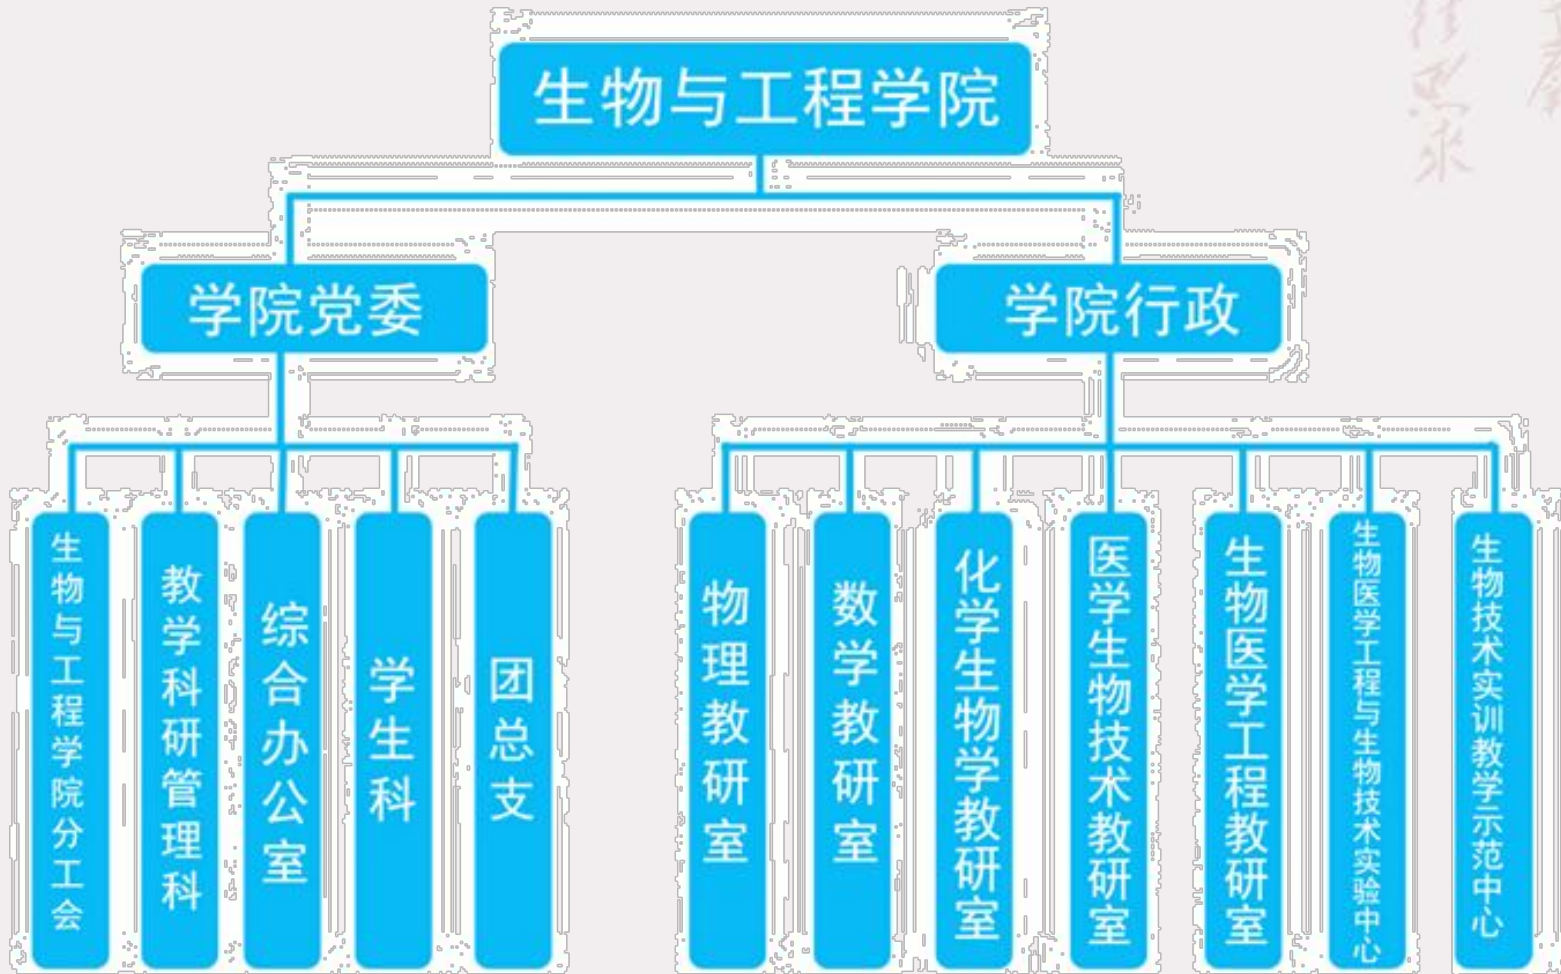 生物与工程学院
学院党委
学院行政
生物与工程学院分工会
教学科研管理科
综合办公室
学生科
团总支
物理教研室
数学教研室
化学生物学教研室
医学生物技术教研室
生物医学工程教研室
生物医学工程与生物技术实验中心
生物技术实训教学示范中心